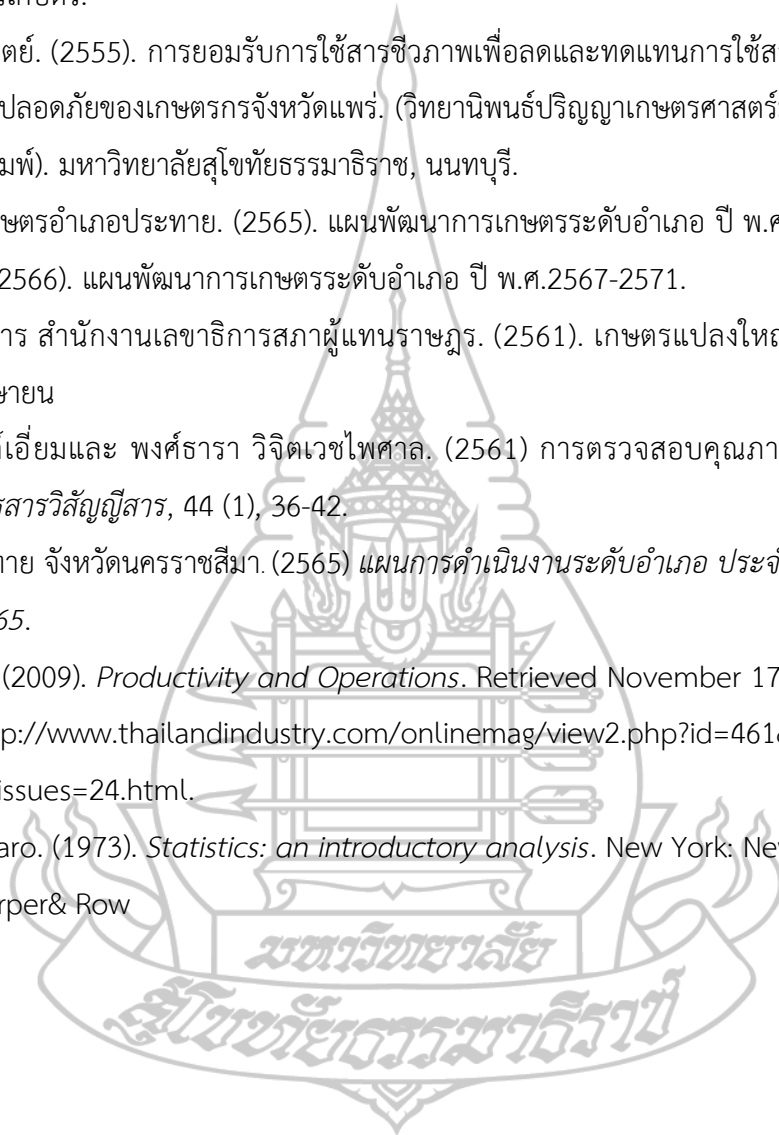 ตย์. (2555). การยอมรับการใช้สารชีวภาพเพื่อลดและทดแทนการใช้
ปลอดภัยของเกษตรกรจังหวัดแพร่. (วิทยานิพนธ์ปริญญาเกษตรศาสตร์
มพ์). มหาวิทยาลัยสุโขทัยธรรมาธิราช, นนทบุรี.
กษตรอำเภอประทาย. (2565). แผนพัฒนาการเกษตรระดับอำเภอ ปี พ.ศ
2566). แผนพัฒนาการเกษตรระดับอำเภอ ปี พ.ศ.2567-2571.
การ สำนักงานเลขาธิการสภาผู้แทนราษฎร. (2561). เกษตรแปลงใหญ
ษายน
์เอี่ยมและ พงศ์ธารา วิจิตเวชไพศาล. (2561) การตรวจสอบคุณภา
รสารวิสัญญีสาร, 44 (1), 36-42.
ทาย จังหวัดนครราชสีมา. (2565) แผนการดำเนินงานระดับอำเภอ ประจ
65.
(2009). Productivity and Operations. Retrieved November 17
p://www.thailandindustry.com/onlinemag/view2.php?id=461
issues=24.html.
aro. (1973). Statistics: an introductory analysis. New York: Ne
rper& Row
มหาวิทยาลัย
สุโขทัยธรรมาธิราช